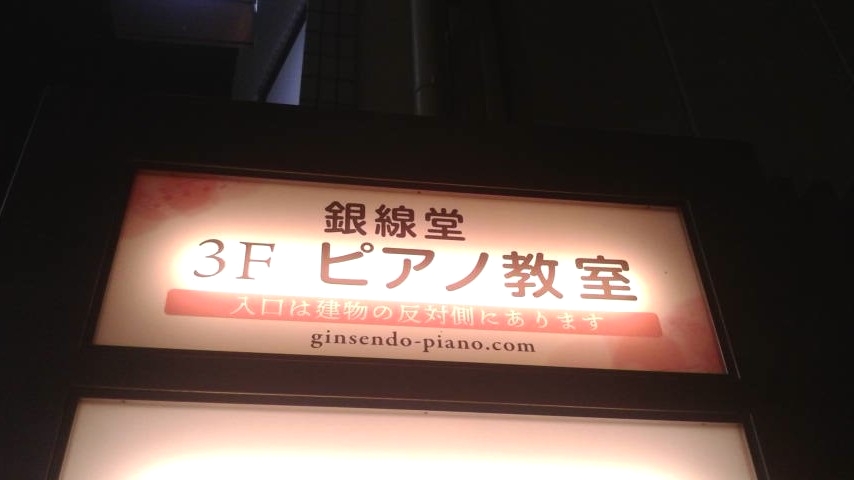 銀線堂
3F ピアノ教室
入口は建物の反対側にあります
ginsendo-piano.com